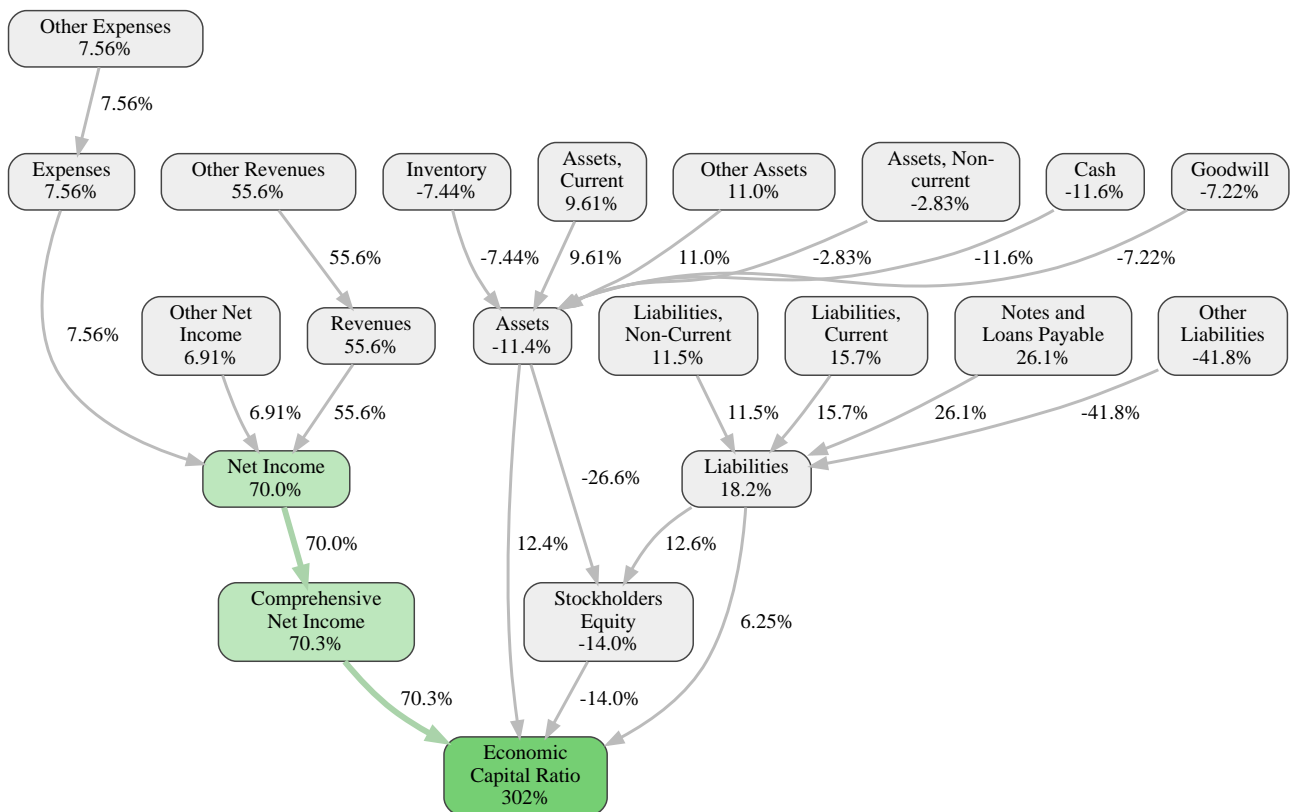 Other Expenses
7.56%
7.56%
Expenses
7.56%
Other Revenues
55.6%
Inventory
-7.44%
Assets,
Current
9.61%
Other Assets
11.0%
Assets, Non-
current
-2.83%
Cash
-11.6%
Goodwill
-7.22%
55.6%
-7.44%
9.61%
11.0%
-2.83%
-11.6%
-7.22%
7.56%
Other Net
Income
6.91%
Revenues
55.6%
Assets
-11.4%
Liabilities,
Non-Current
11.5%
Liabilities,
Current
15.7%
Notes and
Loans Payable
26.1%
Other
Liabilities
-41.8%
6.91%
55.6%
11.5%
15.7%
26.1%
-41.8%
Net Income
70.0%
-26.6%
Liabilities
18.2%
70.0%
12.4%
12.6%
Comprehensive
Net Income
70.3%
Stockholders
Equity
-14.0%
6.25%
70.3%
-14.0%
Economic
Capital Ratio
302%